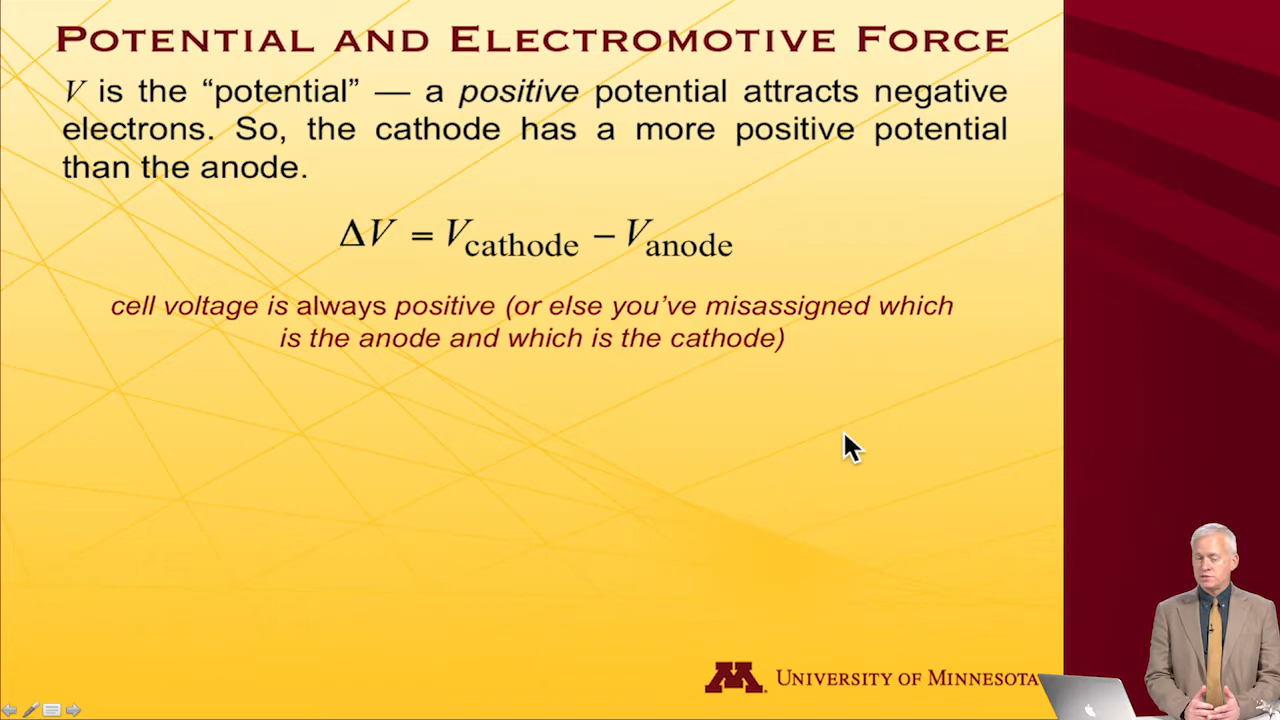 POTENTIAL AND ELECTROMOTIVE FORCE
V is the “potential” — a positive potential attracts negative
electrons. So, the cathode has a more positive potential
than the anode.
ΔV = Vcathode − Vanode
cell voltage is always positive (or else you’ve misassigned which
is the anode and which is the cathode)
M UNIVERSITY OF MINNESOTA